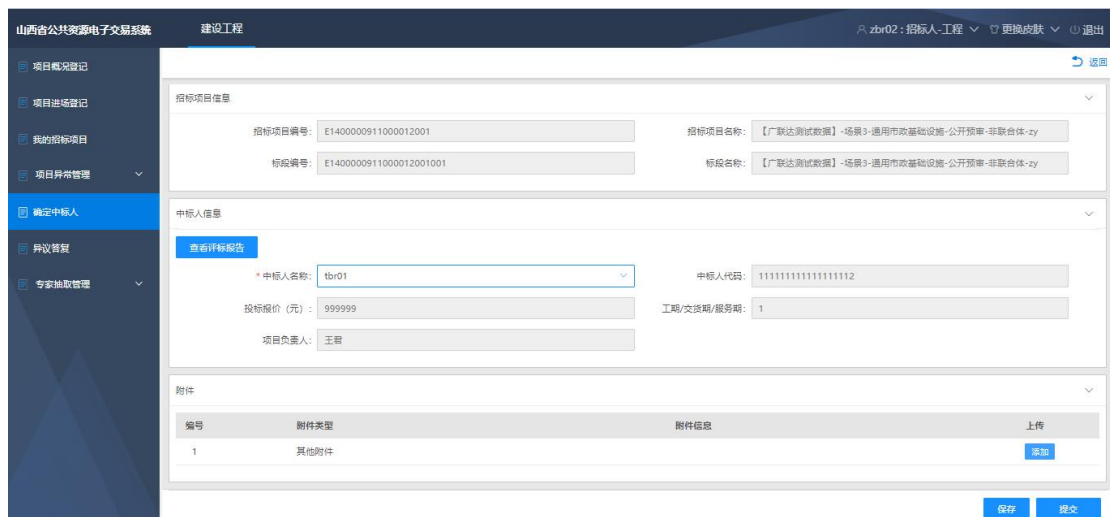 山西省公共资源电子交易系统 建设工程 zbr02 : 招标人-工程 更换皮肤 退出
项目概况登记
返回
项目进场登记
招标项目信息
我的招标项目
招标项目编号: E1400000911000012001 招标项目名称: 【广联达测试数据】-场景3-通用市政基础设施-公开预审-非联合体-zy
标段编号: E1400000911000012001001 标段名称: 【广联达测试数据】-场景3-通用市政基础设施-公开预审-非联合体-zy
项目异常管理
确定中标人
中标人信息
异议答复
查看评标报告
* 中标人名称: tbr01 中标人代码: 111111111111111112
专家抽取管理
投标报价（元）: 999999 工期/交货期/服务期: 1
项目负责人: 王君
附件
编号 附件类型 附件信息 上传
1 其他附件 添加
保存 提交